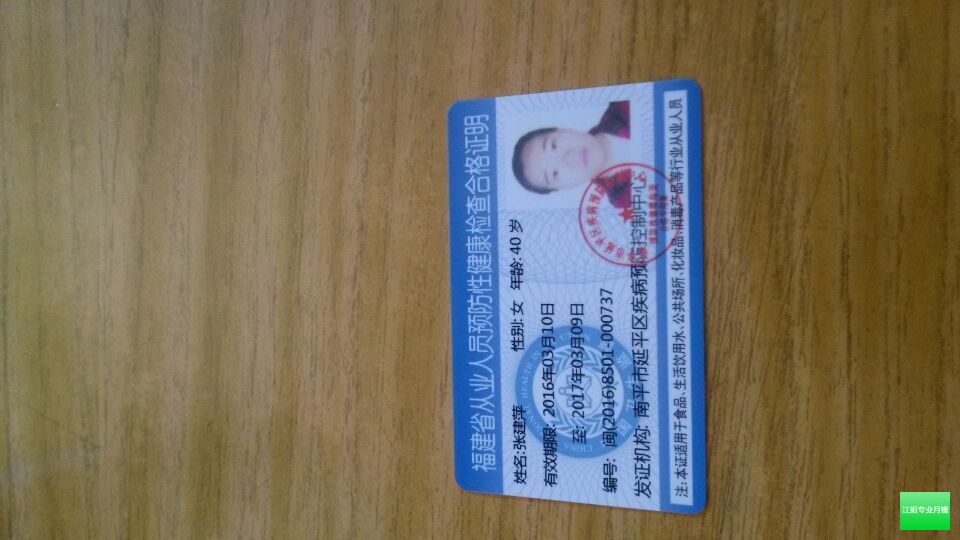 福建省从业人员预防性健康检查合格证明
姓名:张建萍 性别: 女 年龄: 40 岁
有效期限: 2016年03月10日
至: 2017年03月09日
编号: 闽(2016)8501-000737
发证机构: 南平市延平区疾病预防控制中心
注: 本证适用于食品、生活饮用水、公共场所、化妆品、消毒产品等行业从业人员
江姐专业月嫂